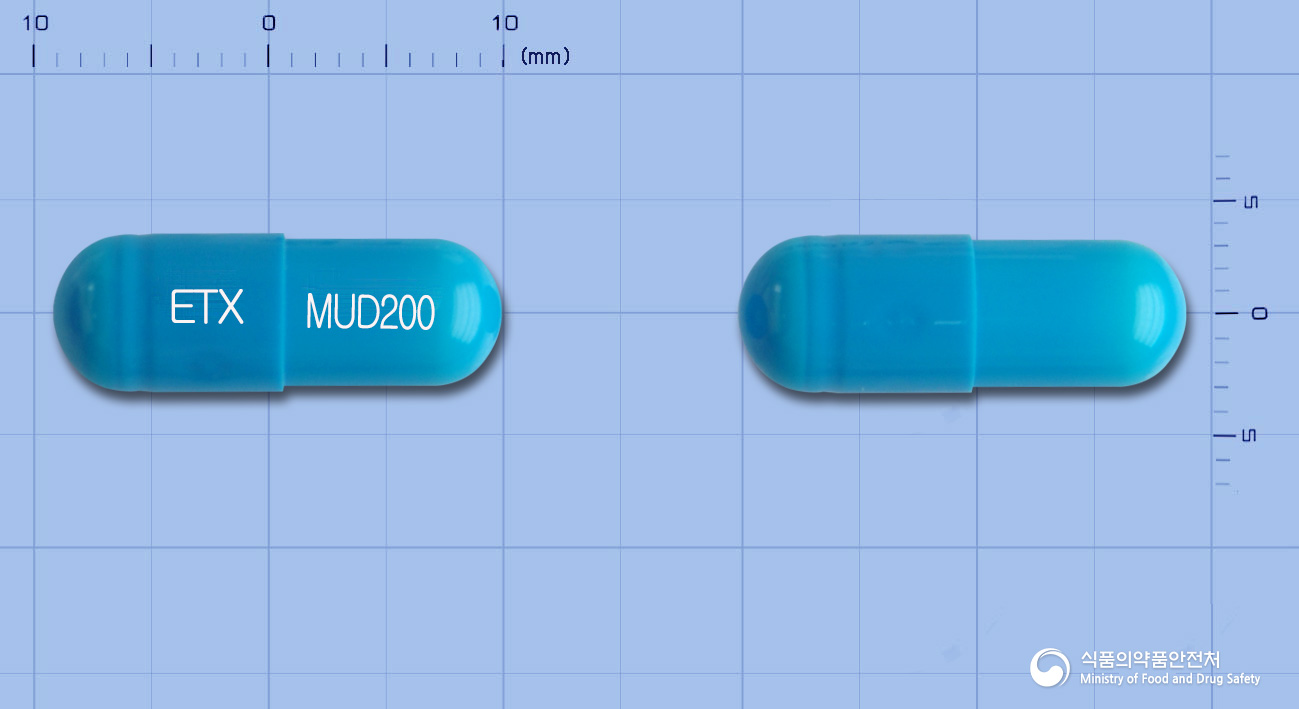 10 0 10
(mm)
5
ETX MUD200
0
5
식품의약품안전처
Ministry of Food and Drug Safety